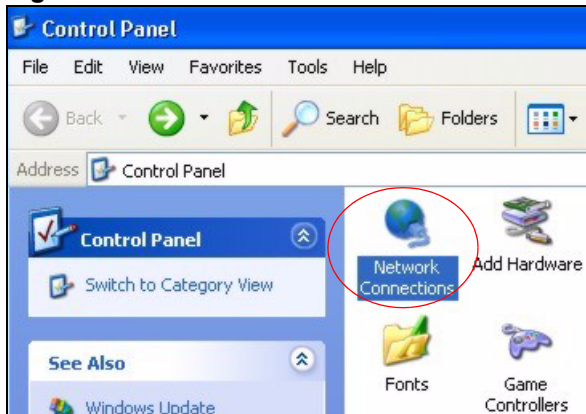 Control Panel
File Edit View Favorites Tools Help
Back Search Folders
Address Control Panel
Control Panel
Switch to Category View
See Also
Windows Update
Network
Connections
Add Hardware
Fonts
Game
Controllers